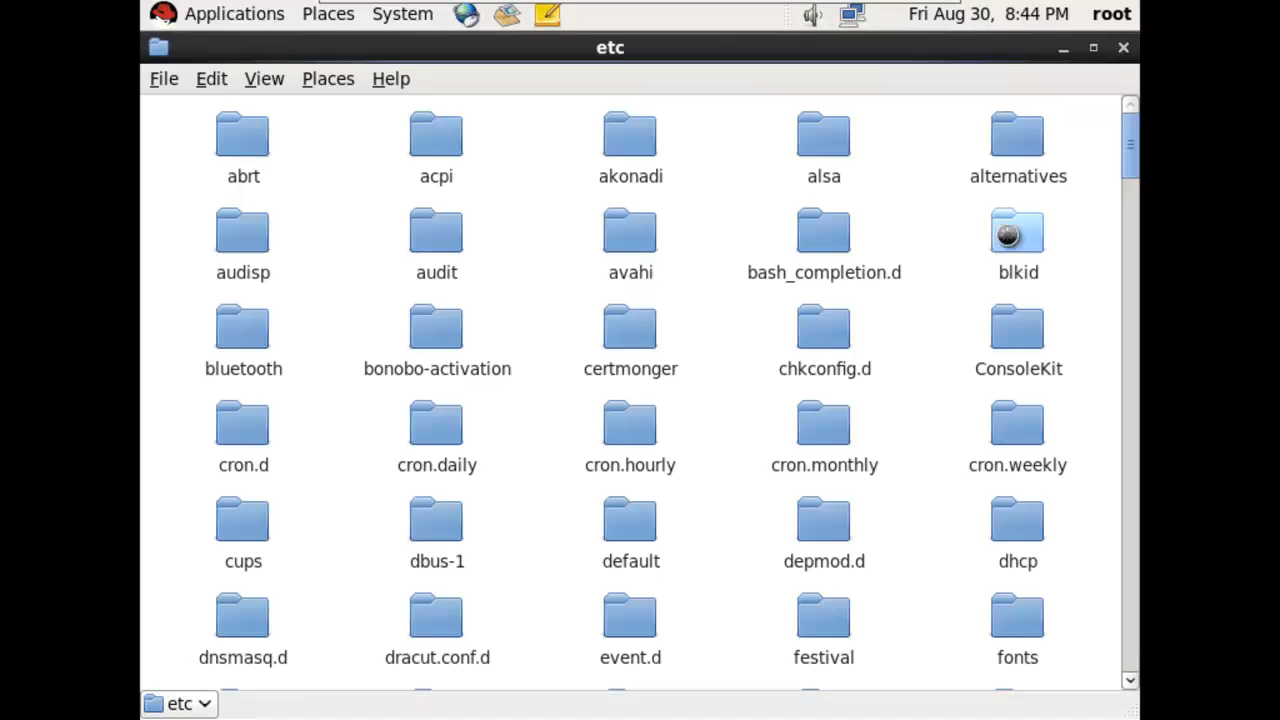 Applications Places System Fri Aug 30, 8:44 PM root
etc
File Edit View Places Help
abrt acpi akonadi alsa alternatives
audisp audit avahi bash_completion.d blkid
bluetooth bonobo-activation certmonger chkconfig.d ConsoleKit
cron.d cron.daily cron.hourly cron.monthly cron.weekly
cups dbus-1 default depmod.d dhcp
dnsmasq.d dracut.conf.d event.d festival fonts
etc